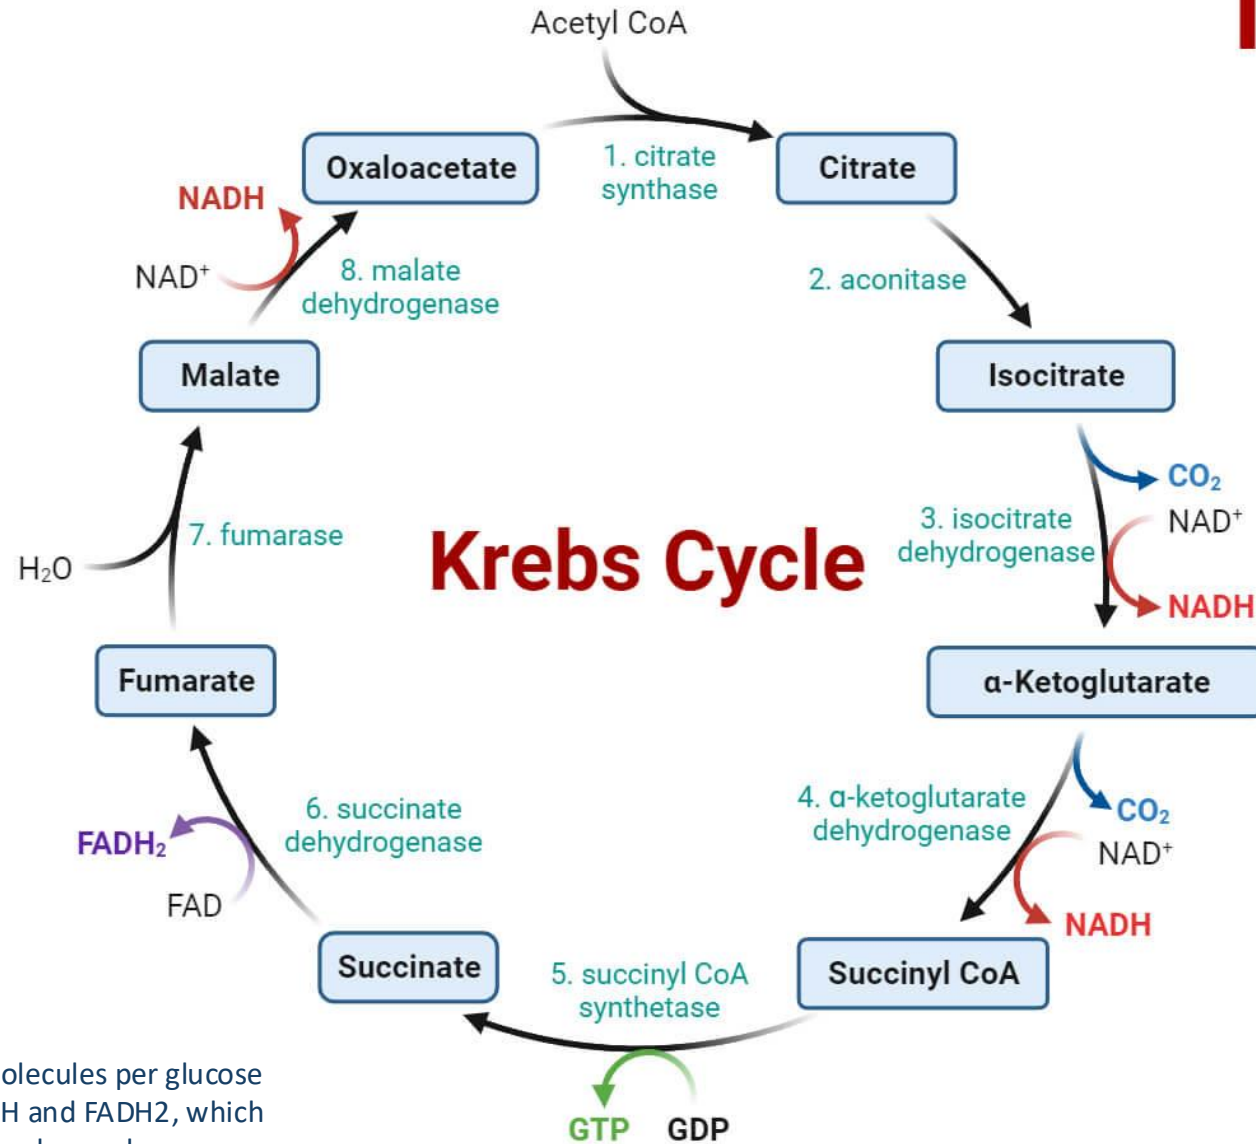 Acetyl CoA
Oxaloacetate
1. citrate
synthase
Citrate
NADH
NAD⁺
8. malate
dehydrogenase
2. aconitase
Malate
Isocitrate
CO₂
NAD⁺
NADH
3. isocitrate
dehydrogenase
7. fumarase
H₂O
Krebs Cycle
Fumarate
α-Ketoglutarate
4. α-ketoglutarate
dehydrogenase
CO₂
NAD⁺
NADH
6. succinate
dehydrogenase
FADH₂
FAD
Succinate
5. succinyl CoA
synthetase
Succinyl CoA
GTP
GDP
olecules per glucose
H and FADH2, which